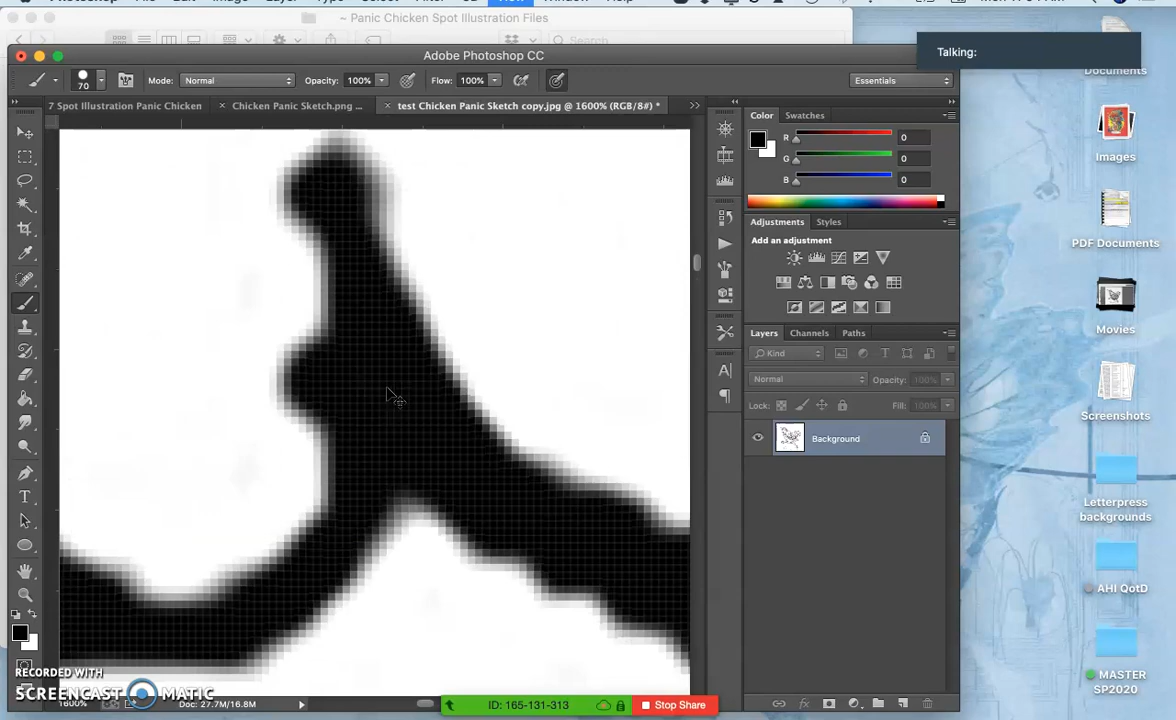 ~ Panic Chicken Spot Illustration Files
Search
Talking:
Documents
Adobe Photoshop CC
70
Mode: Normal
Opacity: 100%
Flow: 100%
Essentials
7 Spot Illustration Panic Chicken
Chicken Panic Sketch.png ...
test Chicken Panic Sketch copy.jpg @ 1600% (RGB/8#) *
Color
Swatches
R
0
G
0
B
0
Images
Adjustments
Styles
Add an adjustment
PDF Documents
Layers
Channels
Paths
Kind
Normal
Opacity: 100%
Lock:
Fill: 100%
Background
Movies
Screenshots
Letterpress
backgrounds
AHI QotD
MASTER
SP2020
RECORDED WITH
SCREENCAST MATIC
1600%
Doc: 27.7M/16.8M
ID: 165-131-313
Stop Share